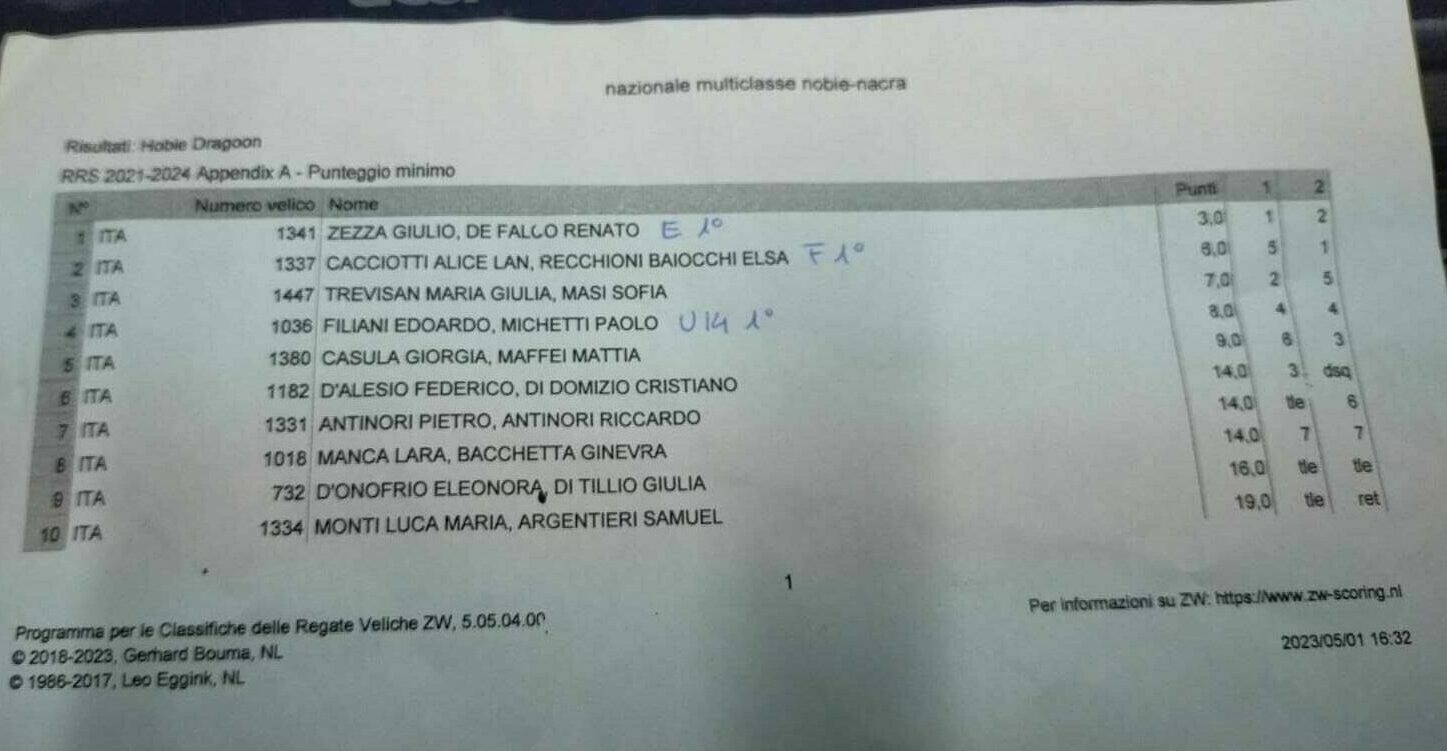 nazionale multiclasse nobie-nacra
Risultati: Hobie Dragoon
RRS 2021-2024 Appendix A - Punteggio minimo
Nº Numero velico Nome Punti 1 2
1 ITA 1341 ZEZZA GIULIO, DE FALCO RENATO E 1° 3,0 1 2
2 ITA 1337 CACCIOTTI ALICE LAN, RECCHIONI BAIOCCHI ELSA F 1° 6,0 5 1
3 ITA 1447 TREVISAN MARIA GIULIA, MASI SOFIA 7,0 2 5
4 ITA 1036 FILIANI EDOARDO, MICHETTI PAOLO U14 1° 8,0 4 4
5 ITA 1380 CASULA GIORGIA, MAFFEI MATTIA 9,0 6 3
6 ITA 1182 D'ALESIO FEDERICO, DI DOMIZIO CRISTIANO 14,0 3 dsq
7 ITA 1331 ANTINORI PIETRO, ANTINORI RICCARDO 14,0 tle 6
8 ITA 1018 MANCA LARA, BACCHETTA GINEVRA 14,0 7 7
9 ITA 732 D'ONOFRIO ELEONORA, DI TILLIO GIULIA 16,0 tle tle
10 ITA 1334 MONTI LUCA MARIA, ARGENTIERI SAMUEL 19,0 tle ret
1
Programma per le Classifiche delle Regate Veliche ZW, 5.05.04.00
Per informazioni su ZW: https://www.zw-scoring.nl
© 2018-2023, Gerhard Bouma, NL
2023/05/01 16:32
© 1986-2017, Leo Eggink, NL